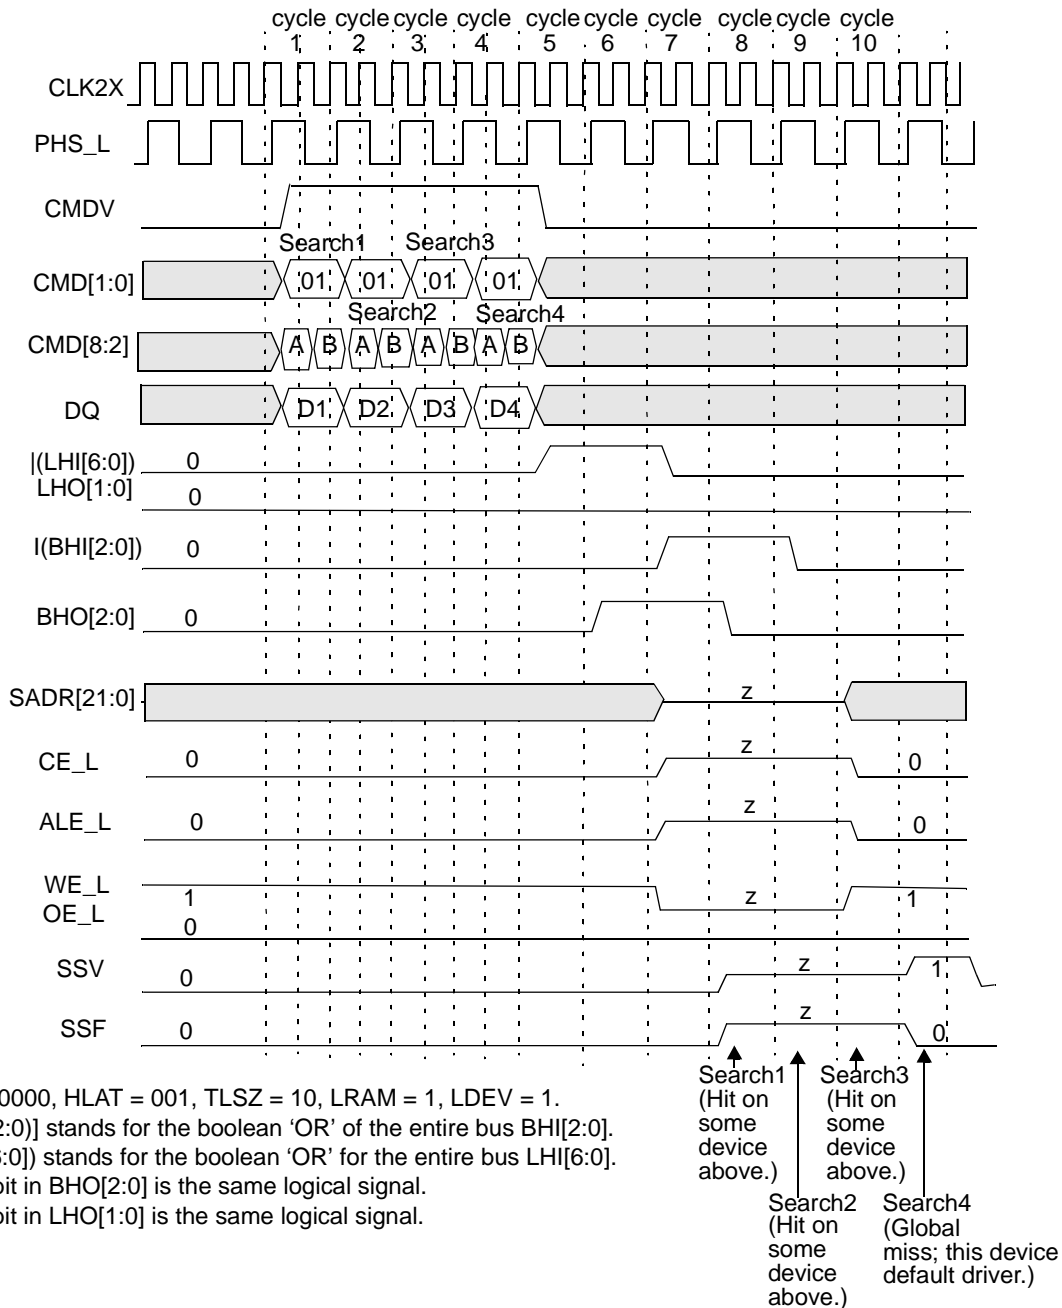 cycle cycle cycle cycle cycle cycle cycle cycle cycle cycle
1 2 3 4 5 6 7 8 9 10
CLK2X
PHS_L
CMDV
Search1 Search3
CMD[1:0] 01 01 01 01
Search2 Search4
CMD[8:2] A B A B A B A B
DQ D1 D2 D3 D4
|(LHI[6:0]) 0
LHO[1:0] 0
I(BHI[2:0]) 0
BHO[2:0] 0
SADR[21:0] z
CE_L 0 z 0
ALE_L 0 z 0
WE_L 1 z 1
OE_L 0
SSV 0 z 1
SSF 0 z 0
Search1
(Hit on
some
device
above.)
Search3
(Hit on
some
device
above.)
Search2
(Hit on
some
device
above.)
Search4
(Global
miss; this device
default driver.)
0000, HLAT = 001, TLSZ = 10, LRAM = 1, LDEV = 1.
2:0)] stands for the boolean ‘OR’ of the entire bus BHI[2:0].
:0]) stands for the boolean ‘OR’ for the entire bus LHI[6:0].
bit in BHO[2:0] is the same logical signal.
bit in LHO[1:0] is the same logical signal.